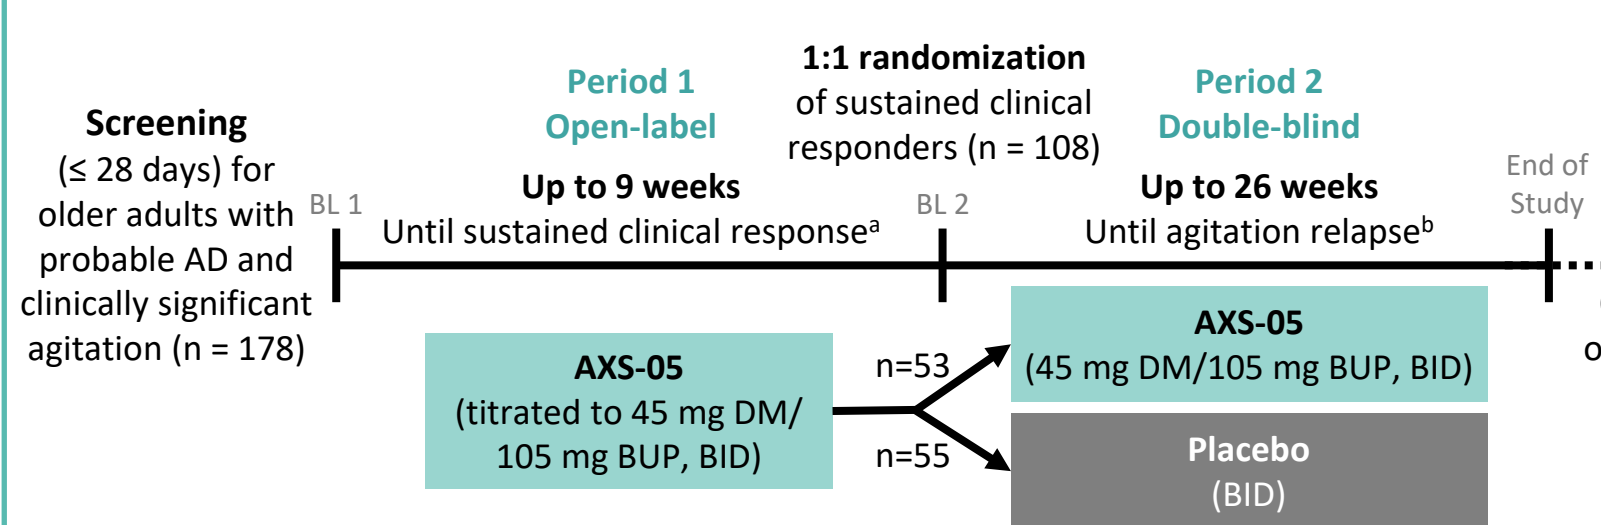 Screening
(≤ 28 days) for
older adults with
probable AD and
clinically significant
agitation (n = 178)
BL 1
Period 1
Open-label
Up to 9 weeks
Until sustained clinical responseᵃ
1:1 randomization
of sustained clinical
responders (n = 108)
BL 2
Period 2
Double-blind
Up to 26 weeks
Until agitation relapseᵇ
End of
Study
AXS-05
(titrated to 45 mg DM/
105 mg BUP, BID)
n=53
n=55
AXS-05
(45 mg DM/105 mg BUP, BID)
Placebo
(BID)